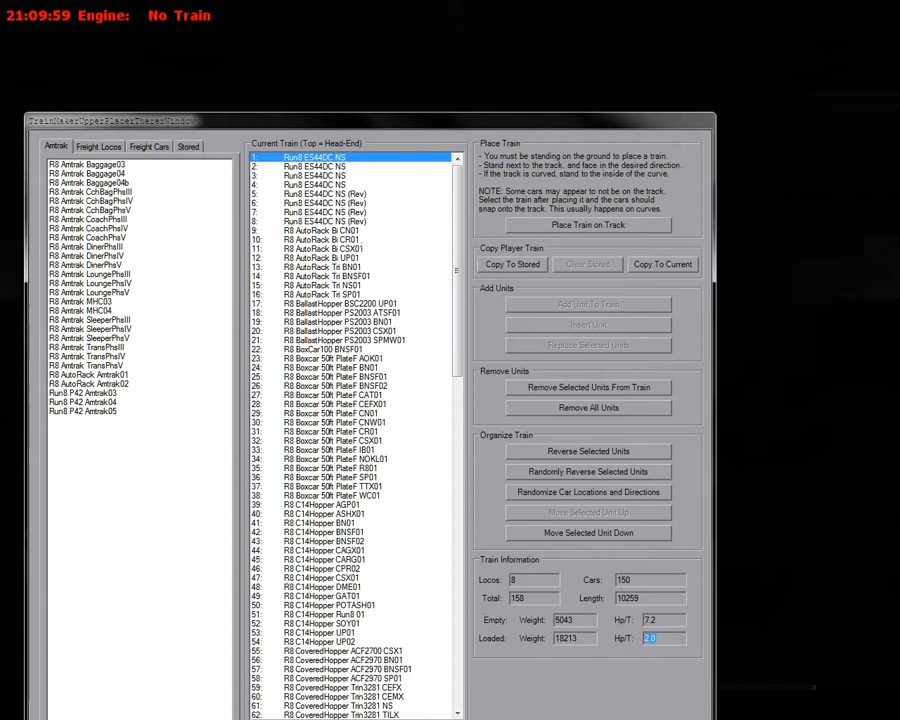 21:09:59 Engine: No Train
TrainMakerUpperPlacerThererWindow
Amtrak
Freight Locos
Freight Cars
Stored
R8 Amtrak Baggage03
R8 Amtrak Baggage04
R8 Amtrak Baggage04b
R8 Amtrak CchBagPhsIII
R8 Amtrak CchBagPhsIV
R8 Amtrak CchBagPhsV
R8 Amtrak CoachPhsIII
R8 Amtrak CoachPhsIV
R8 Amtrak CoachPhsV
R8 Amtrak DinerPhsIII
R8 Amtrak DinerPhsIV
R8 Amtrak DinerPhsV
R8 Amtrak LoungePhsIII
R8 Amtrak LoungePhsIV
R8 Amtrak LoungePhsV
R8 Amtrak MHC03
R8 Amtrak MHC04
R8 Amtrak SleeperPhsIII
R8 Amtrak SleeperPhsIV
R8 Amtrak SleeperPhsV
R8 Amtrak TransPhsIII
R8 Amtrak TransPhsIV
R8 Amtrak TransPhsV
R8 AutoRack Amtrak01
R8 AutoRack Amtrak02
Run8 P42 Amtrak03
Run8 P42 Amtrak04
Run8 P42 Amtrak05
Current Train (Top = Head-End)
1: Run8 ES44DC NS
2: Run8 ES44DC NS
3: Run8 ES44DC NS
4: Run8 ES44DC NS
5: Run8 ES44DC NS (Rev)
6: Run8 ES44DC NS (Rev)
7: Run8 ES44DC NS (Rev)
8: Run8 ES44DC NS (Rev)
9: R8 AutoRack Bi CN01
10: R8 AutoRack Bi CR01
11: R8 AutoRack Bi CSX01
12: R8 AutoRack Bi UP01
13: R8 AutoRack Tri BN01
14: R8 AutoRack Tri BNSF01
15: R8 AutoRack Tri NS01
16: R8 AutoRack Tri SP01
17: R8 BallastHopper BSC2200 UP01
18: R8 BallastHopper PS2003 ATSF01
19: R8 BallastHopper PS2003 BN01
20: R8 BallastHopper PS2003 CSX01
21: R8 BallastHopper PS2003 SPMW01
22: R8 BoxCar100 BNSF01
23: R8 Boxcar 50ft PlateF AOK01
24: R8 Boxcar 50ft PlateF BN01
25: R8 Boxcar 50ft PlateF BNSF01
26: R8 Boxcar 50ft PlateF BNSF02
27: R8 Boxcar 50ft PlateF CAT01
28: R8 Boxcar 50ft PlateF CEFX01
29: R8 Boxcar 50ft PlateF CN01
30: R8 Boxcar 50ft PlateF CNW01
31: R8 Boxcar 50ft PlateF CR01
32: R8 Boxcar 50ft PlateF CSX01
33: R8 Boxcar 50ft PlateF IB01
34: R8 Boxcar 50ft PlateF NOKL01
35: R8 Boxcar 50ft PlateF R801
36: R8 Boxcar 50ft PlateF SP01
37: R8 Boxcar 50ft PlateF TTX01
38: R8 Boxcar 50ft PlateF WC01
39: R8 C14Hopper AGP01
40: R8 C14Hopper ASHX01
41: R8 C14Hopper BN01
42: R8 C14Hopper BNSF01
43: R8 C14Hopper BNSF02
44: R8 C14Hopper CAGX01
45: R8 C14Hopper CARG01
46: R8 C14Hopper CPR02
47: R8 C14Hopper CSX01
48: R8 C14Hopper DME01
49: R8 C14Hopper GAT01
50: R8 C14Hopper POTASH01
51: R8 C14Hopper Run8 01
52: R8 C14Hopper SOY01
53: R8 C14Hopper UP01
54: R8 C14Hopper UP02
55: R8 CoveredHopper ACF2700 CSX1
56: R8 CoveredHopper ACF2970 BN01
57: R8 CoveredHopper ACF2970 BNSF01
58: R8 CoveredHopper ACF2970 SP01
59: R8 CoveredHopper Trin3281 CEFX
60: R8 CoveredHopper Trin3281 CEMX
61: R8 CoveredHopper Trin3281 NS
62: R8 CoveredHopper Trin3281 TILX
Place Train
- You must be standing on the ground to place a train.
- Stand next to the track, and face in the desired direction.
- If the track is curved, stand to the inside of the curve.
NOTE: Some cars may appear to not be on the track.
Select the train after placing it and the cars should
snap onto the track. This usually happens on curves.
Place Train on Track
Copy Player Train
Copy To Stored
Clear Stored
Copy To Current
Add Units
Add Unit To Train
Insert Unit
Replace Selected Units
Remove Units
Remove Selected Units From Train
Remove All Units
Organize Train
Reverse Selected Units
Randomly Reverse Selected Units
Randomize Car Locations and Directions
Move Selected Unit Up
Move Selected Unit Down
Train Information
Locos: 8 Cars: 150
Total: 158 Length: 10259
Empty: Weight: 5043 Hp/T: 7.2
Loaded: Weight: 18213 Hp/T: 2.0